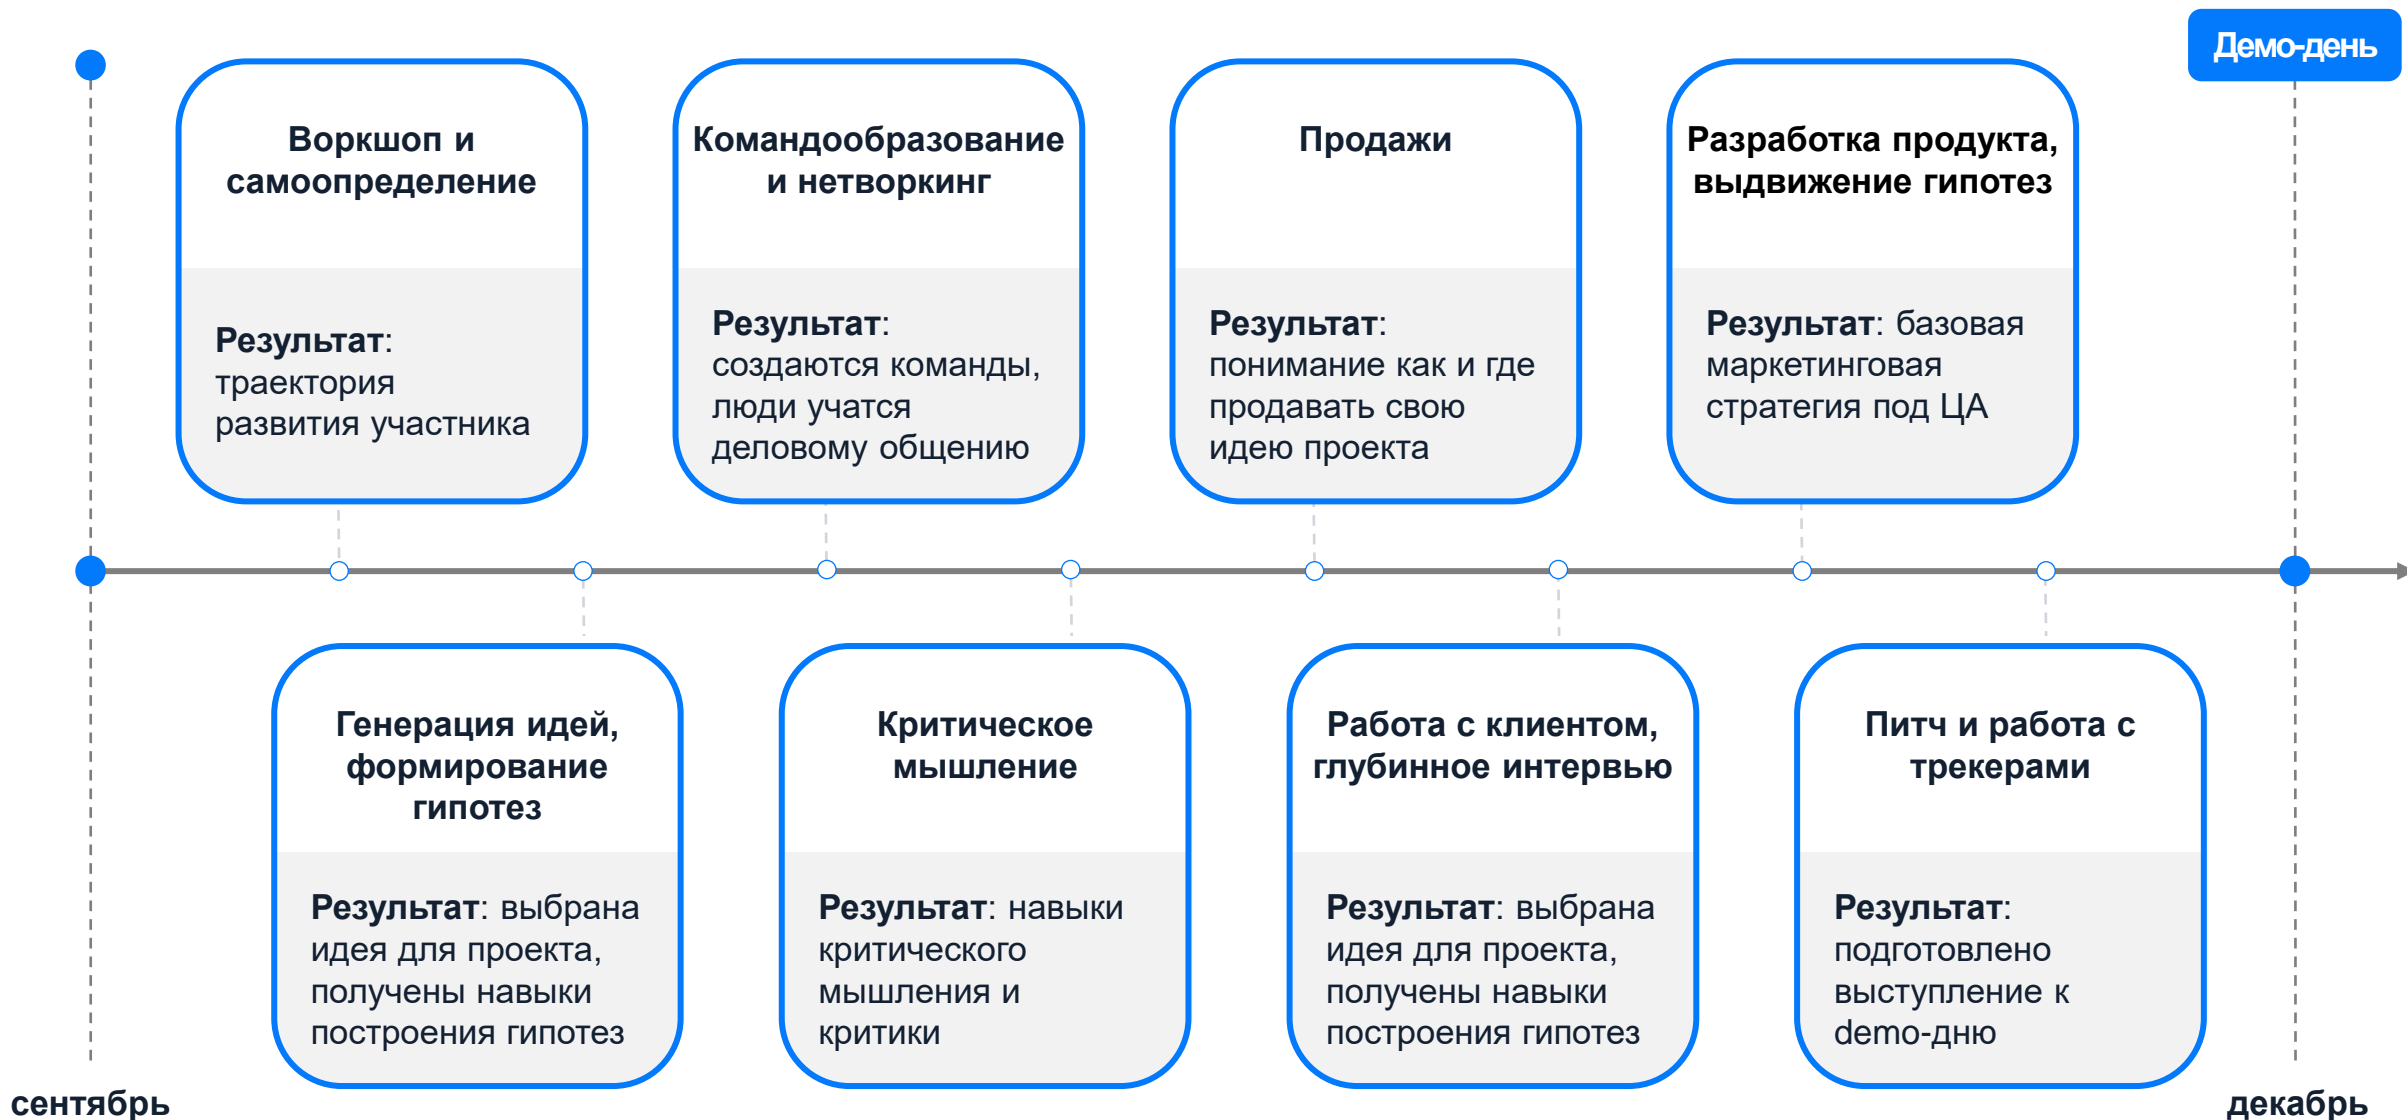 Демо-день
Воркшоп и
самоопределение
Результат:
траектория
развития участника
Командообразование
и нетворкинг
Результат:
создаются команды,
люди учатся
деловому общению
Продажи
Результат:
понимание как и где
продавать свою
идею проекта
Разработка продукта,
выдвижение гипотез
Результат: базовая
маркетинговая
стратегия под ЦА
Генерация идей,
формирование
гипотез
Результат: выбрана
идея для проекта,
получены навыки
построения гипотез
Критическое
мышление
Результат: навыки
критического
мышления и
критики
Работа с клиентом,
глубинное интервью
Результат: выбрана
идея для проекта,
получены навыки
построения гипотез
Питч и работа с
трекерами
Результат:
подготовлено
выступление к
demo-дню
сентябрь
декабрь